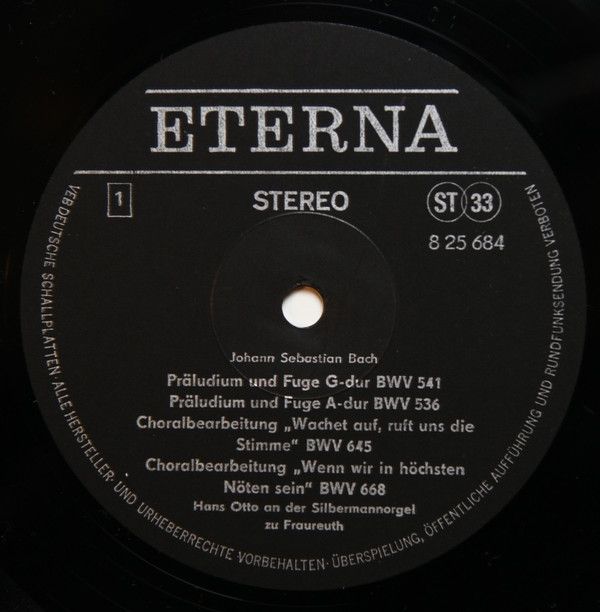 ETERNA
1
STEREO
ST 33
8 25 684
Johann Sebastian Bach
Präludium und Fuge G-dur BWV 541
Präludium und Fuge A-dur BWV 536
Choralbearbeitung „Wachet auf, ruft uns die
Stimme“ BWV 645
Choralbearbeitung „Wenn wir in höchsten
Nöten sein“ BWV 668
Hans Otto an der Silbermannorgel
zu Fraureuth
VEB DEUTSCHE SCHALLPLATTEN · ALLE HERSTELLER- UND URHEBERRECHTE VORBEHALTEN · ÜBERSPIELUNG, ÖFFENTLICHE AUFFÜHRUNG UND RUNDFUNKSENDUNG VERBOTEN